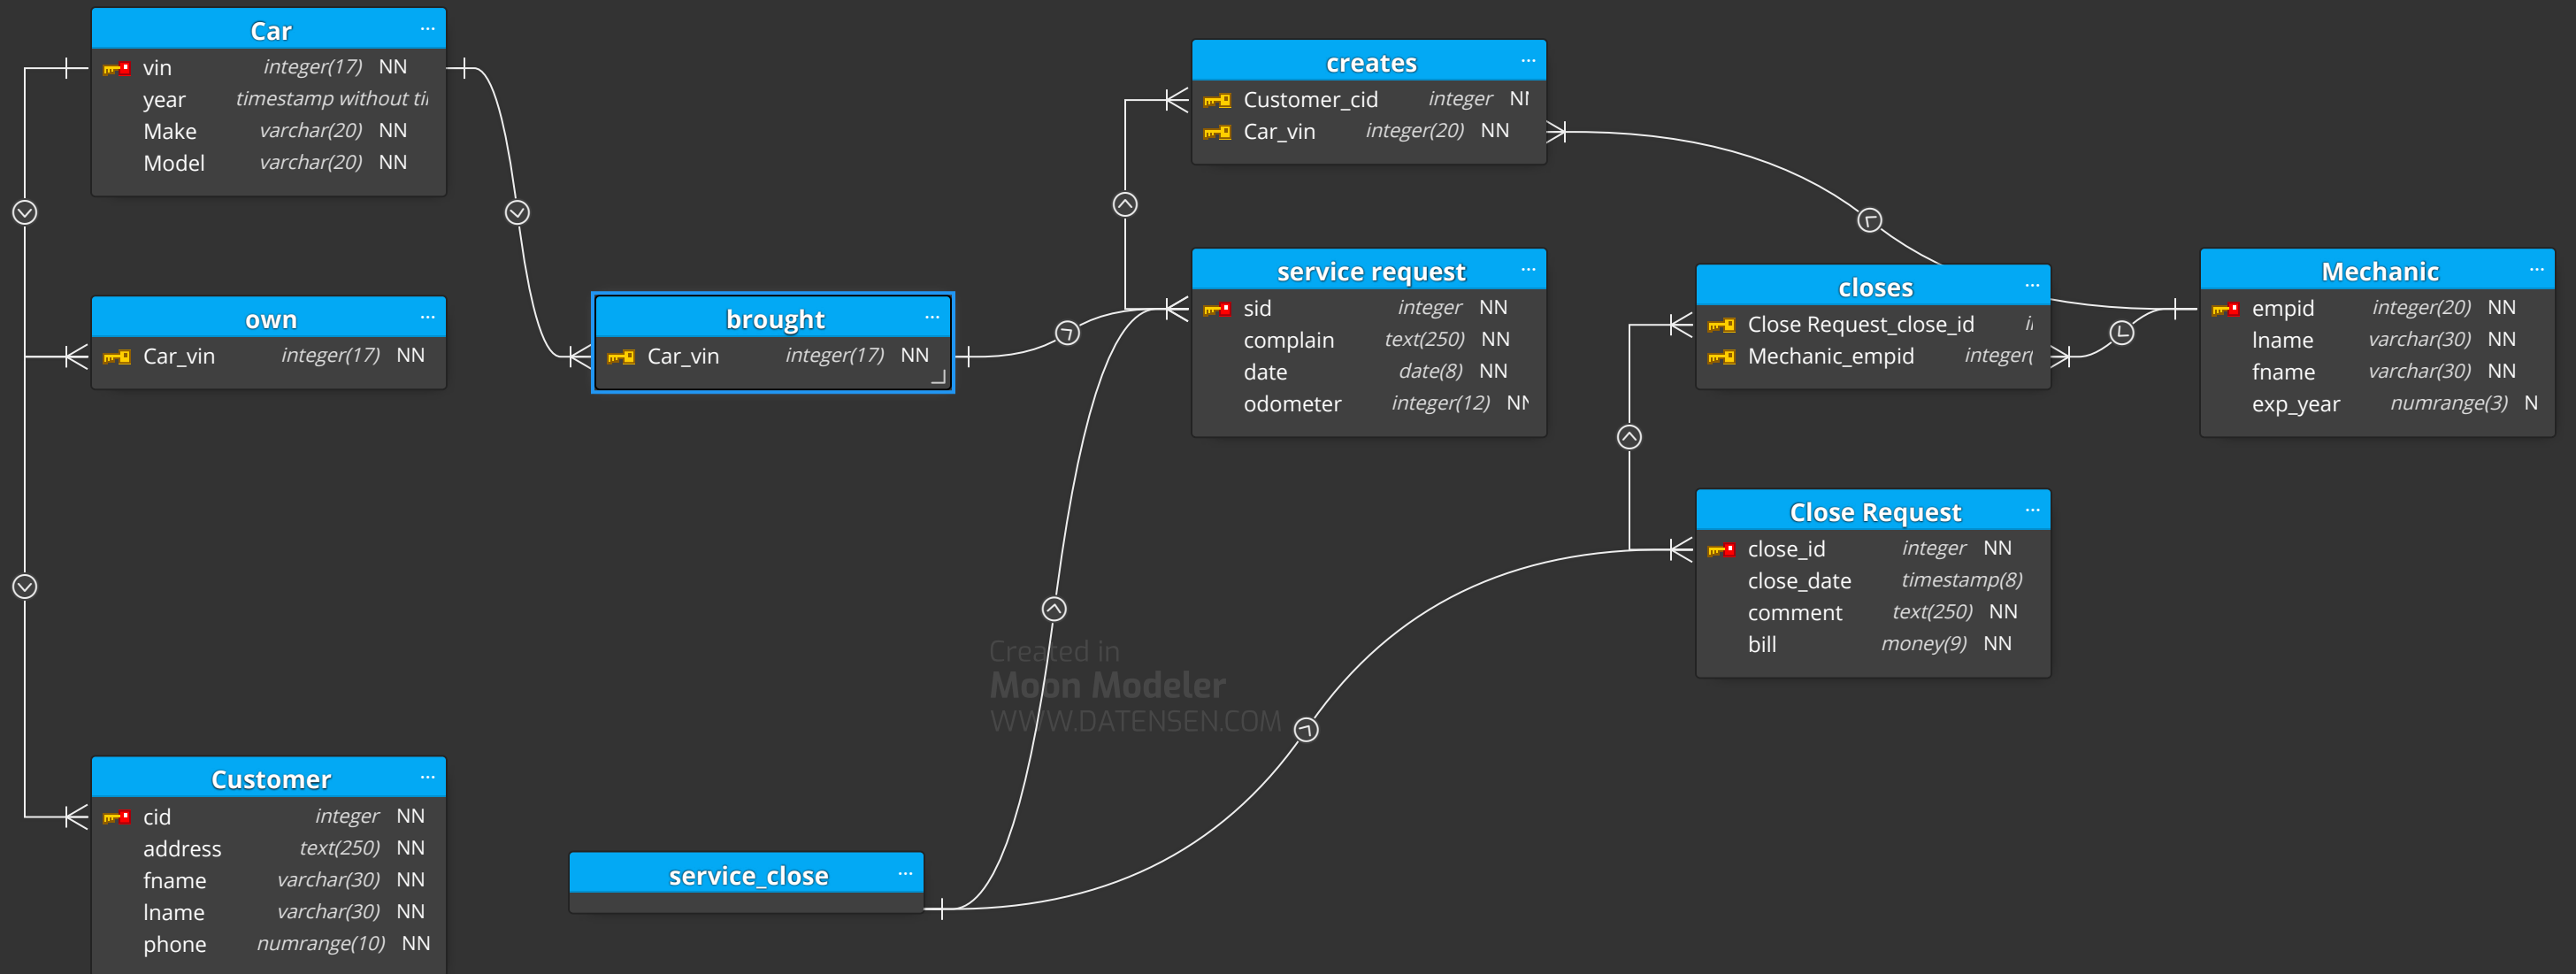 Car ...
vin integer(17) NN
year timestamp without ti
Make varchar(20) NN
Model varchar(20) NN
own ...
Car_vin integer(17) NN
Customer ...
cid integer NN
address text(250) NN
fname varchar(30) NN
lname varchar(30) NN
phone numrange(10) NN
brought ...
Car_vin integer(17) NN
service_close ...
creates ...
Customer_cid integer N
Car_vin integer(20) NN
service request ...
sid integer NN
complain text(250) NN
date date(8) NN
odometer integer(12) NN
Created in
Moon Modeler
WWW.DATENSEN.COM
closes ...
Close Request_close_id i
Mechanic_empid integer(
Close Request ...
close_id integer NN
close_date timestamp(8)
comment text(250) NN
bill money(9) NN
Mechanic ...
empid integer(20) NN
lname varchar(30) NN
fname varchar(30) NN
exp_year numrange(3) N